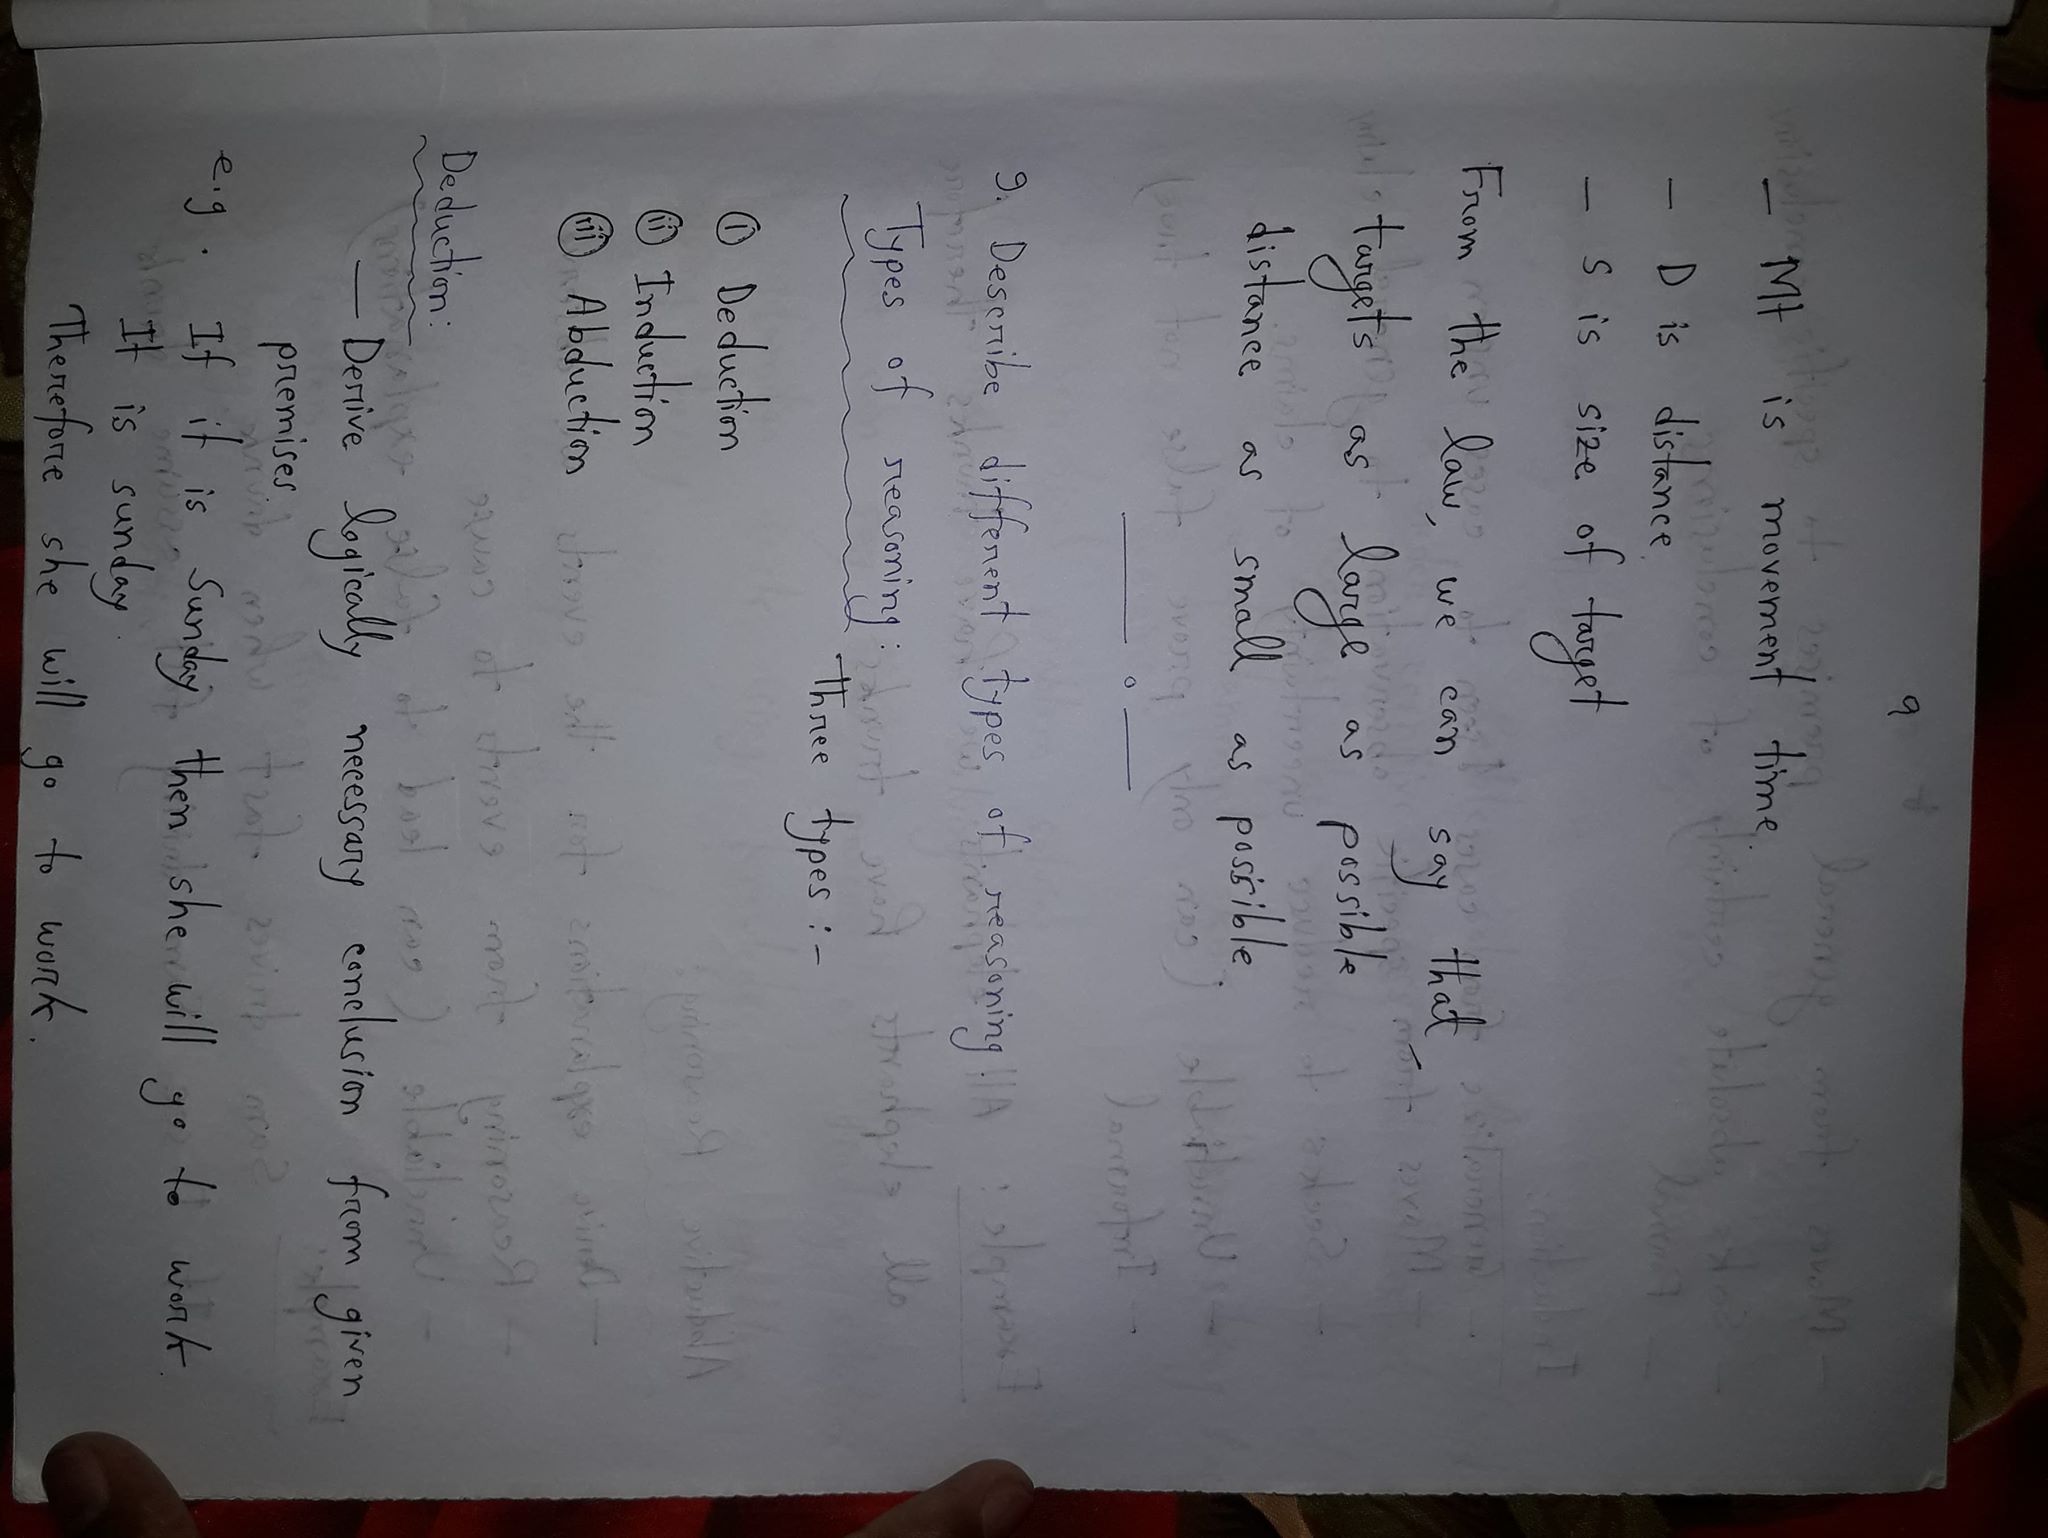 9
— Mt is movement time.
— D is distance
— S is size of target
From the law, we can say that
targets as large as possible
distance as small as possible
9. Describe different types of reasoning.
Types of reasoning: Three types :-
(i) Deduction
(ii) Induction
(iii) Abduction
Deduction:
— Derive logically necessary conclusion from given
premises
e.g. If it is Sunday then she will go to work
It is sunday.
Therefore she will go to work.